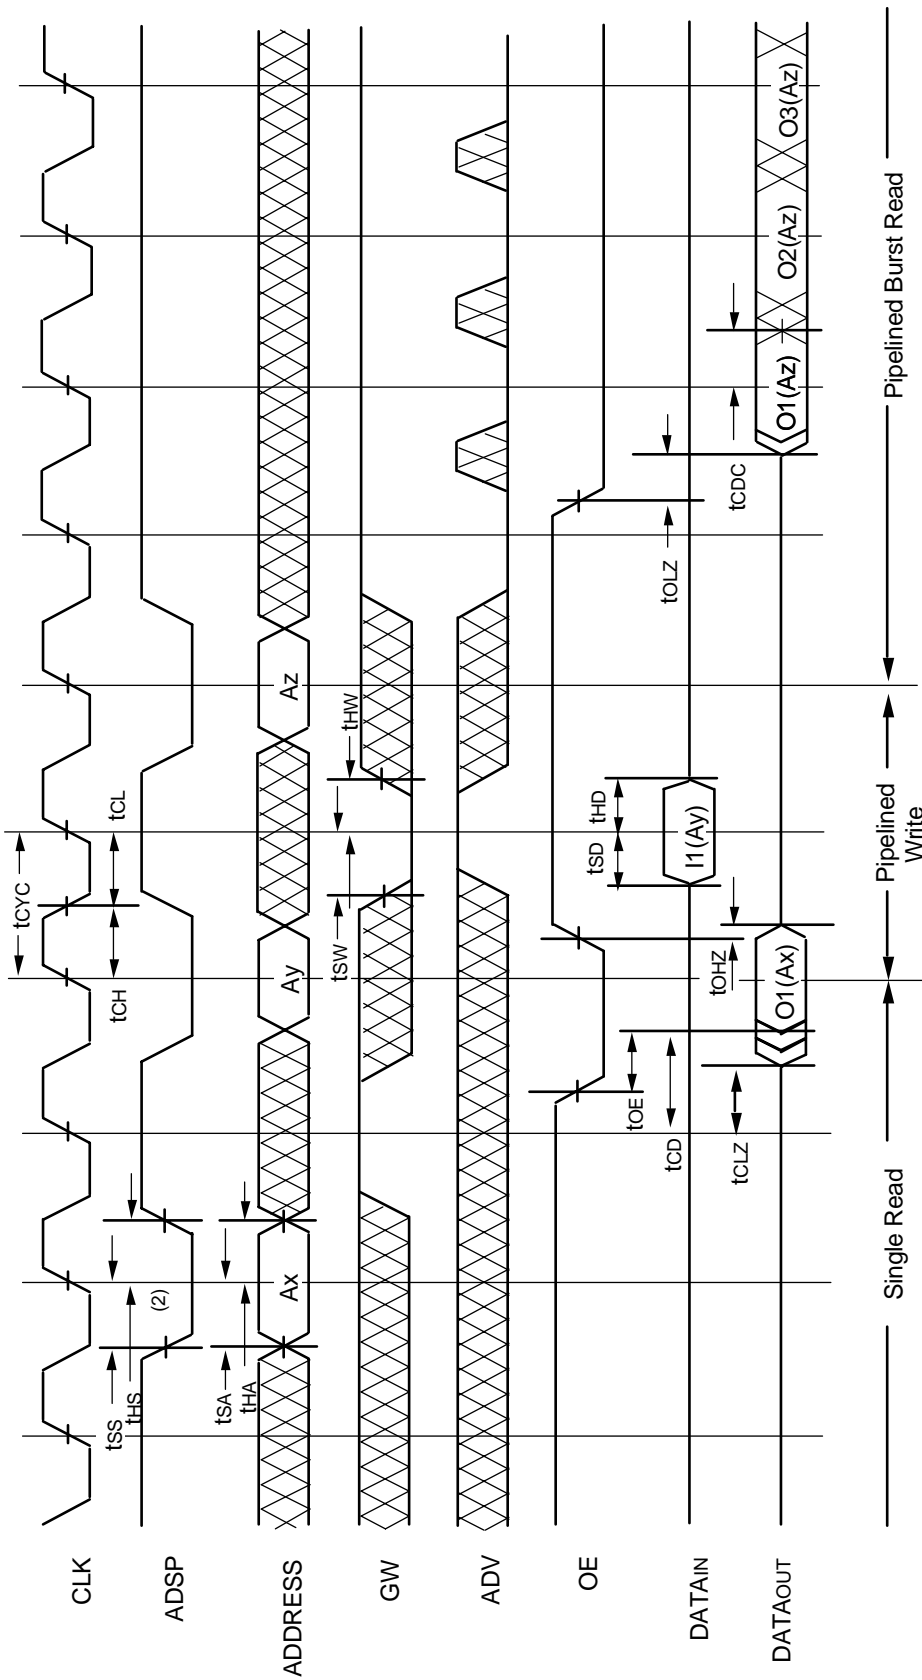 CLK
tCYC
tCH
tCL
tSS
tHS
ADSP
(2)
ADDRESS
tSA
tHA
Ax
Ay
Az
GW
tSW
tHW
ADV
OE
tOE
tOLZ
DATAIN
tCD
tSD
tHD
I1(Ay)
tOHZ
tCLZ
tCDC
DATAOUT
O1(Ax)
O1(Az)
O2(Az)
O3(Az)
Single Read
Pipelined
Write
Pipelined Burst Read